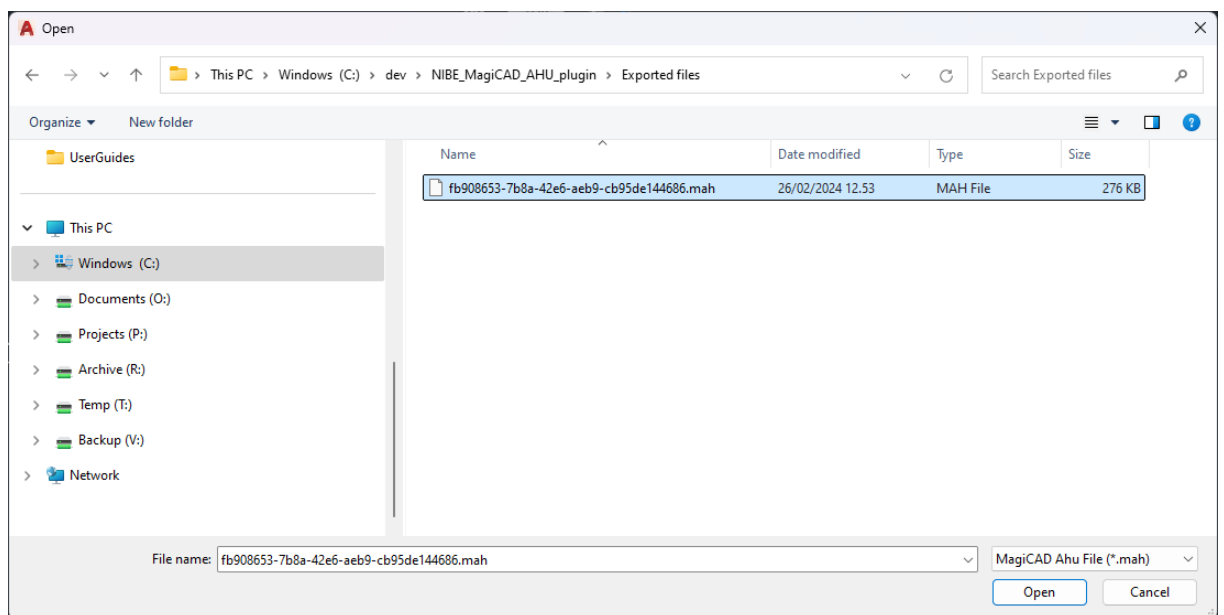 Open
This PC > Windows (C:) > dev > NIBE_MagiCAD_AHU_plugin > Exported files
Search Exported files
Organize
New folder
UserGuides
This PC
Windows (C:)
Documents (O:)
Projects (P:)
Archive (R:)
Temp (T:)
Backup (V:)
Network
Name Date modified Type Size
fb908653-7b8a-42e6-aeb9-cb95de144686.mah 26/02/2024 12.53 MAH File 276 KB
File name: fb908653-7b8a-42e6-aeb9-cb95de144686.mah MagiCAD Ahu File (*.mah)
Open Cancel